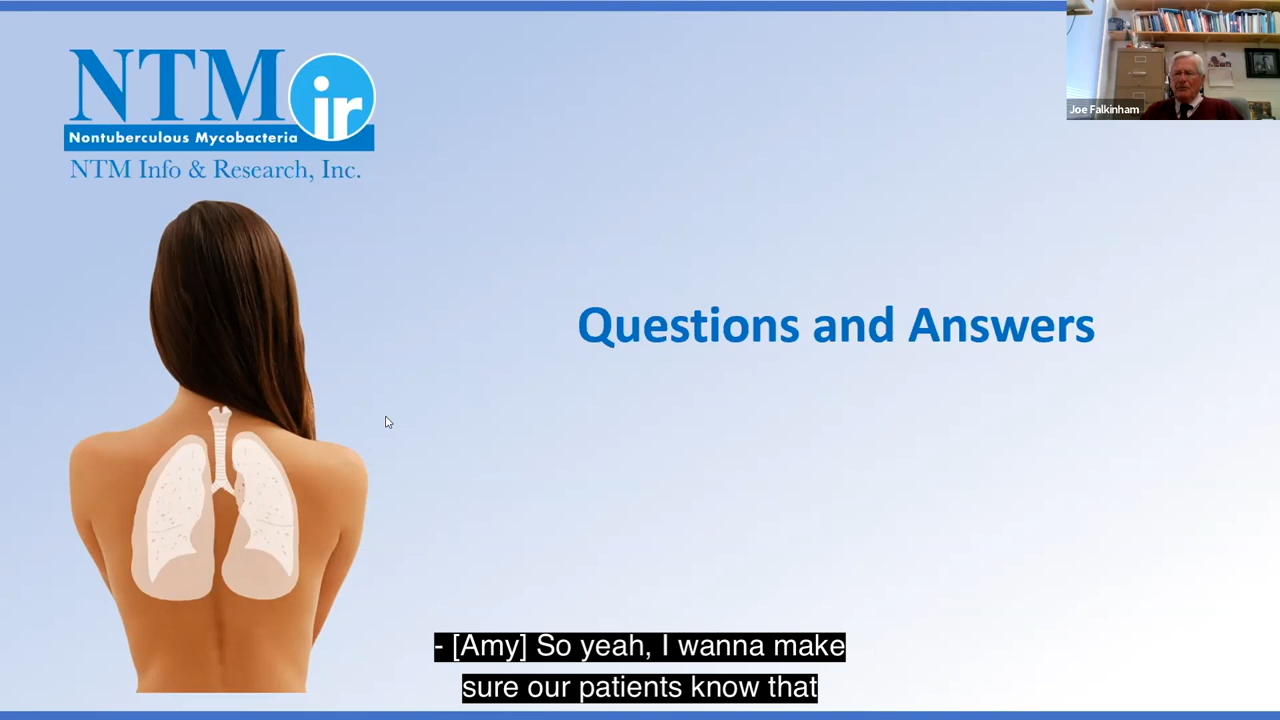 NTM
ir
Nontuberculous Mycobacteria
NTM Info & Research, Inc.
Joe Falkinham
Questions and Answers
- [Amy] So yeah, I wanna make
sure our patients know that